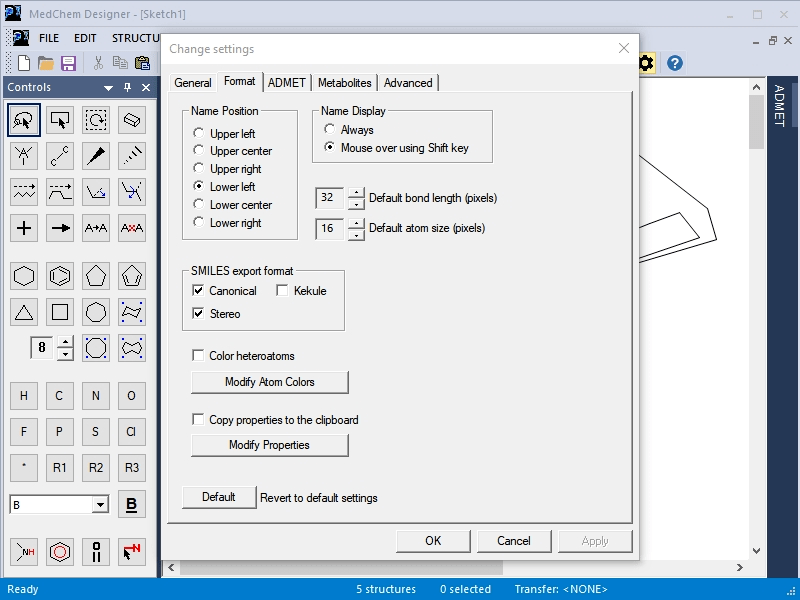 MedChem Designer - [Sketch1]
FILE EDIT STRUCTU
Change settings
Controls
General Format ADMET Metabolites Advanced
Name Position
Upper left
Upper center
Upper right
Lower left
Lower center
Lower right
Name Display
Always
Mouse over using Shift key
32 Default bond length (pixels)
16 Default atom size (pixels)
SMILES export format
Canonical Kekule
Stereo
Color heteroatoms
Modify Atom Colors
Copy properties to the clipboard
Modify Properties
Default Revert to default settings
OK Cancel Apply
A+A AxA
8
H C N O
F P S Cl
* R1 R2 R3
B B
NH N
ADMET
Ready 5 structures 0 selected Transfer: <NONE>